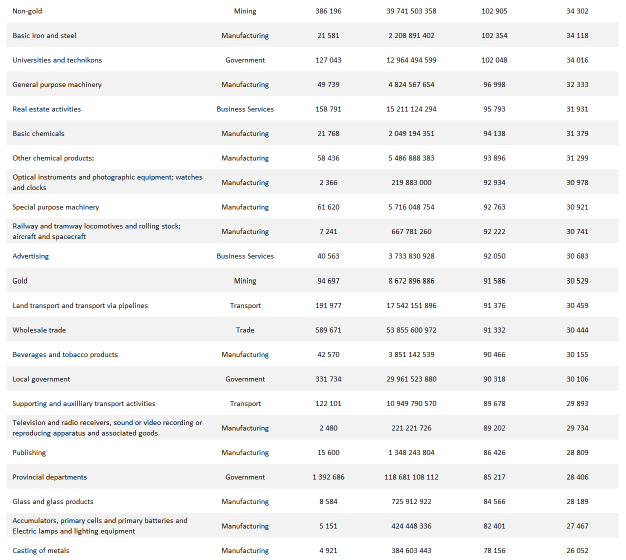 Non-gold Mining 386 196 39 741 503 358 102 905 34 302
Basic iron and steel Manufacturing 21 581 2 208 891 402 102 354 34 118
Universities and technikons Government 127 043 12 964 494 599 102 048 34 016
General purpose machinery Manufacturing 49 739 4 824 567 654 96 998 32 333
Real estate activities Business Services 158 791 15 211 124 294 95 793 31 931
Basic chemicals Manufacturing 21 768 2 049 194 351 94 138 31 379
Other chemical products; Manufacturing 58 436 5 486 888 383 93 896 31 299
Optical instruments and photographic equipment; watches
and clocks Manufacturing 2 366 219 883 000 92 934 30 978
Special purpose machinery Manufacturing 61 620 5 716 048 754 92 763 30 921
Railway and tramway locomotives and rolling stock;
aircraft and spacecraft Manufacturing 7 241 667 781 260 92 222 30 741
Advertising Business Services 40 563 3 733 830 928 92 050 30 683
Gold Mining 94 697 8 672 896 886 91 586 30 529
Land transport and transport via pipelines Transport 191 977 17 542 151 896 91 376 30 459
Wholesale trade Trade 589 671 53 855 600 972 91 332 30 444
Beverages and tobacco products Manufacturing 42 570 3 851 142 539 90 466 30 155
Local government Government 331 734 29 961 523 880 90 318 30 106
Supporting and auxilliary transport activities Transport 122 101 10 949 790 570 89 678 29 893
Television and radio receivers, sound or video recording or
reproducing apparatus and associated goods Manufacturing 2 480 221 221 726 89 202 29 734
Publishing Manufacturing 15 600 1 348 243 804 86 426 28 809
Provincial departments Government 1 392 686 118 681 108 112 85 217 28 406
Glass and glass products Manufacturing 8 584 725 912 922 84 566 28 189
Accumulators, primary cells and primary batteries and
Electric lamps and lighting equipment Manufacturing 5 151 424 448 336 82 401 27 467
Casting of metals Manufacturing 4 921 384 603 443 78 156 26 052